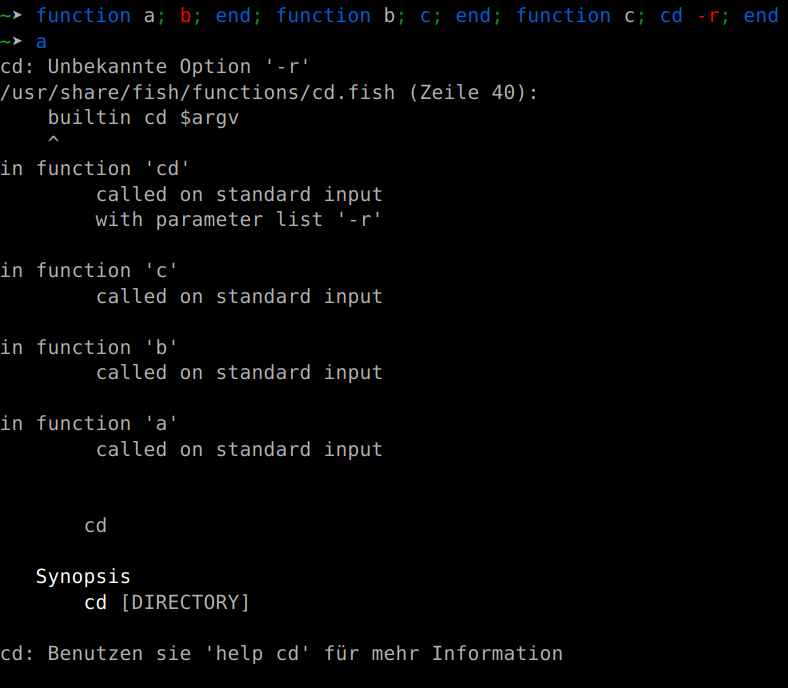 ~➤ function a; b; end; function b; c; end; function c; cd -r; end
~➤ a
cd: Unbekannte Option '-r'
/usr/share/fish/functions/cd.fish (Zeile 40):
    builtin cd $argv
    ^
in function 'cd'
        called on standard input
        with parameter list '-r'

in function 'c'
        called on standard input

in function 'b'
        called on standard input

in function 'a'
        called on standard input


       cd

   Synopsis
       cd [DIRECTORY]

cd: Benutzen sie 'help cd' für mehr Information